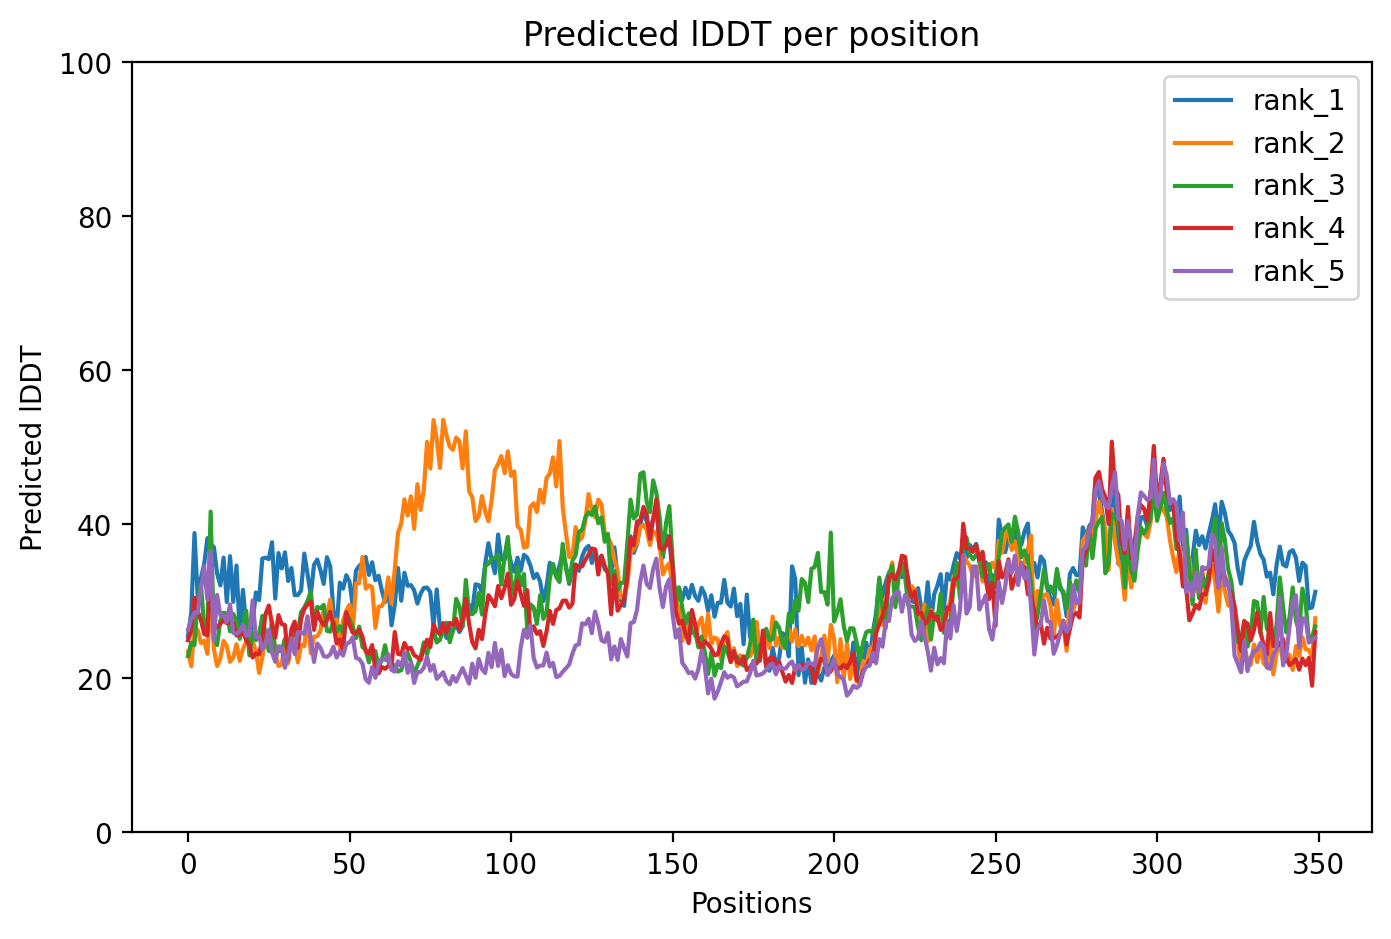 Predicted lDDT per position
Predicted lDDT
100
80
60
40
20
0
rank_1
rank_2
rank_3
rank_4
rank_5
0 50 100 150 200 250 300 350
Positions